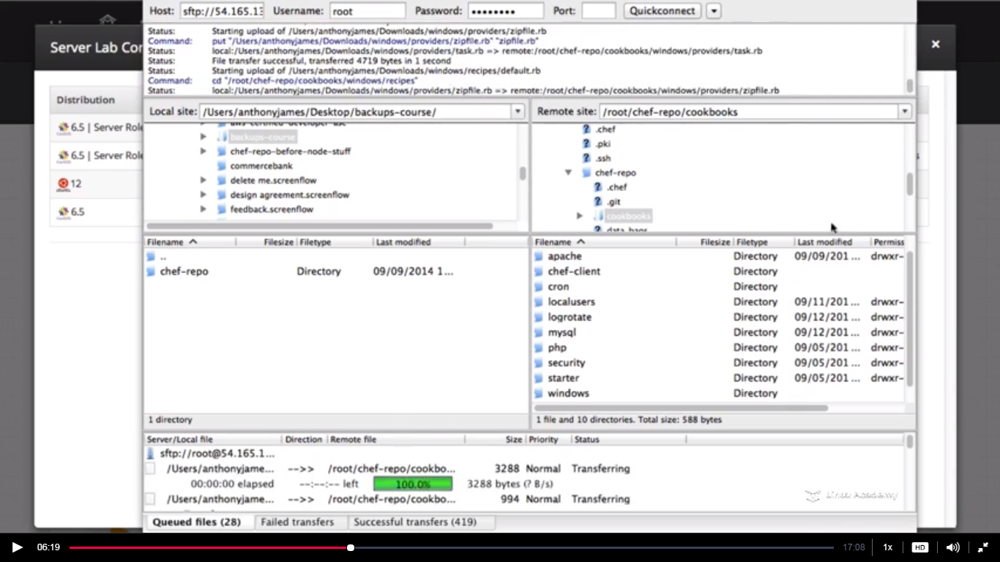 Host: sftp://54.165.13 Username: root Password: •••••••• Port: Quickconnect
Status: Starting upload of /Users/anthonyjames/Downloads/windows/providers/zipfile.rb
Command: put "/Users/anthonyjames/Downloads/windows/providers/zipfile.rb" "zipfile.rb"
Status: local:/Users/anthonyjames/Downloads/windows/providers/task.rb => remote:/root/chef-repo/cookbooks/windows/providers/task.rb
Status: File transfer successful, transferred 4719 bytes in 1 second
Status: Starting upload of /Users/anthonyjames/Downloads/windows/recipes/default.rb
Command: cd "/root/chef-repo/cookbooks/windows/recipes"
Status: local:/Users/anthonyjames/Downloads/windows/providers/zipfile.rb => remote:/root/chef-repo/cookbooks/windows/providers/zipfile.rb
Server Lab Cor
Distribution
6.5 | Server Role
6.5 | Server Role
12
6.5
Local site: /Users/anthonyjames/Desktop/backups-course/
backups-course
chef-repo-before-node-stuff
commercebank
delete me.screenflow
design agreement.screenflow
feedback.screenflow
Remote site: /root/chef-repo/cookbooks
.chef
.pki
.ssh
chef-repo
.chef
.git
cookbooks
data_bags
Filename Filesize Filetype Last modified
..
chef-repo Directory 09/09/2014 1...
1 directory
Filename Filesize Filetype Last modified Permiss
apache Directory 09/09/201... drwxr-
chef-client Directory
cron Directory
localusers Directory 09/11/201... drwxr-
logrotate Directory 09/12/201... drwxr-
mysql Directory 09/12/201... drwxr-
php Directory 09/05/201... drwxr-
security Directory 09/05/201... drwxr-
starter Directory 09/05/201... drwxr-
windows Directory
1 file and 10 directories. Total size: 588 bytes
Server/Local file Direction Remote file Size Priority Status
sftp://root@54.165.1...
/Users/anthonyjame... -->> /root/chef-repo/cookbo... 3288 Normal Transferring
00:00:00 elapsed --:--:-- left 100.0% 3288 bytes (? B/s)
/Users/anthonyjame... -->> /root/chef-repo/cookbo... 994 Normal Transferring
Linux Academy
Queued files (28) Failed transfers Successful transfers (419)
06:19 17:08 1x HD